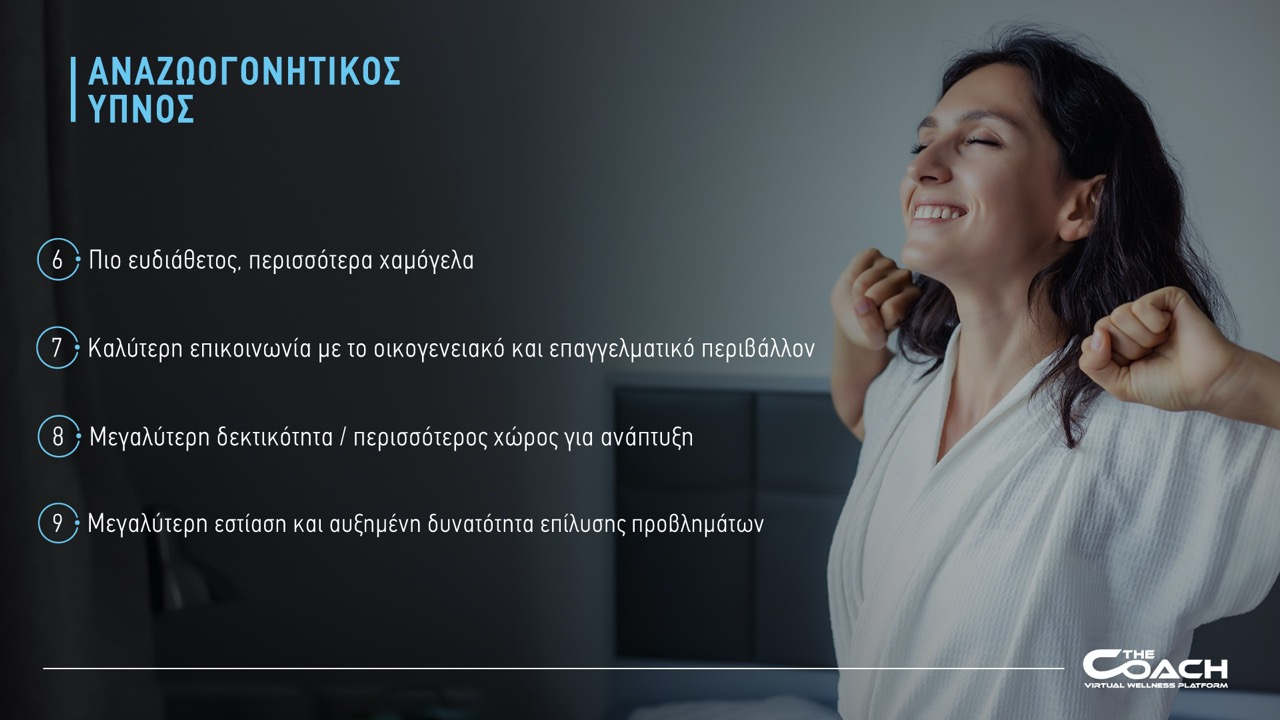 ΑΝΑΖΩΟΓΟΝΗΤΙΚΟΣ
ΥΠΝΟΣ
6 Πιο ευδιάθετος, περισσότερα χαμόγελα
7 Καλύτερη επικοινωνία με το οικογενειακό και επαγγελματικό περιβάλλον
8 Μεγαλύτερη δεκτικότητα / περισσότερος χώρος για ανάπτυξη
9 Μεγαλύτερη εστίαση και αυξημένη δυνατότητα επίλυσης προβλημάτων
THE
COACH
VIRTUAL WELLNESS PLATFORM